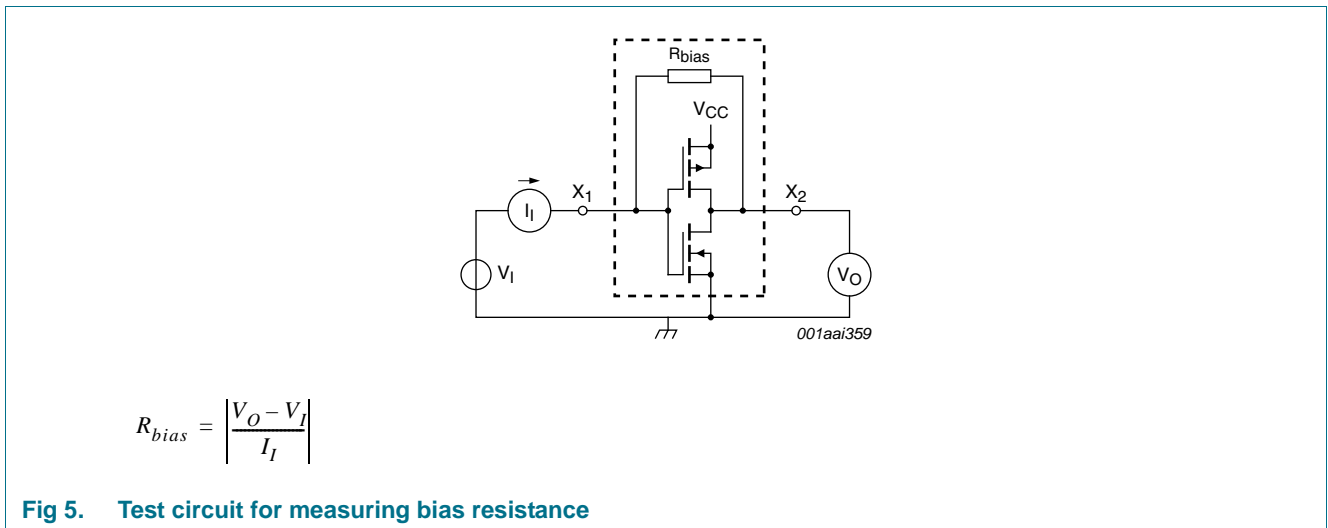 Rbias
VCC
X1
X2
II
VI
VO
001aai359
Rbias = |VO – VI / II|
Fig 5. Test circuit for measuring bias resistance